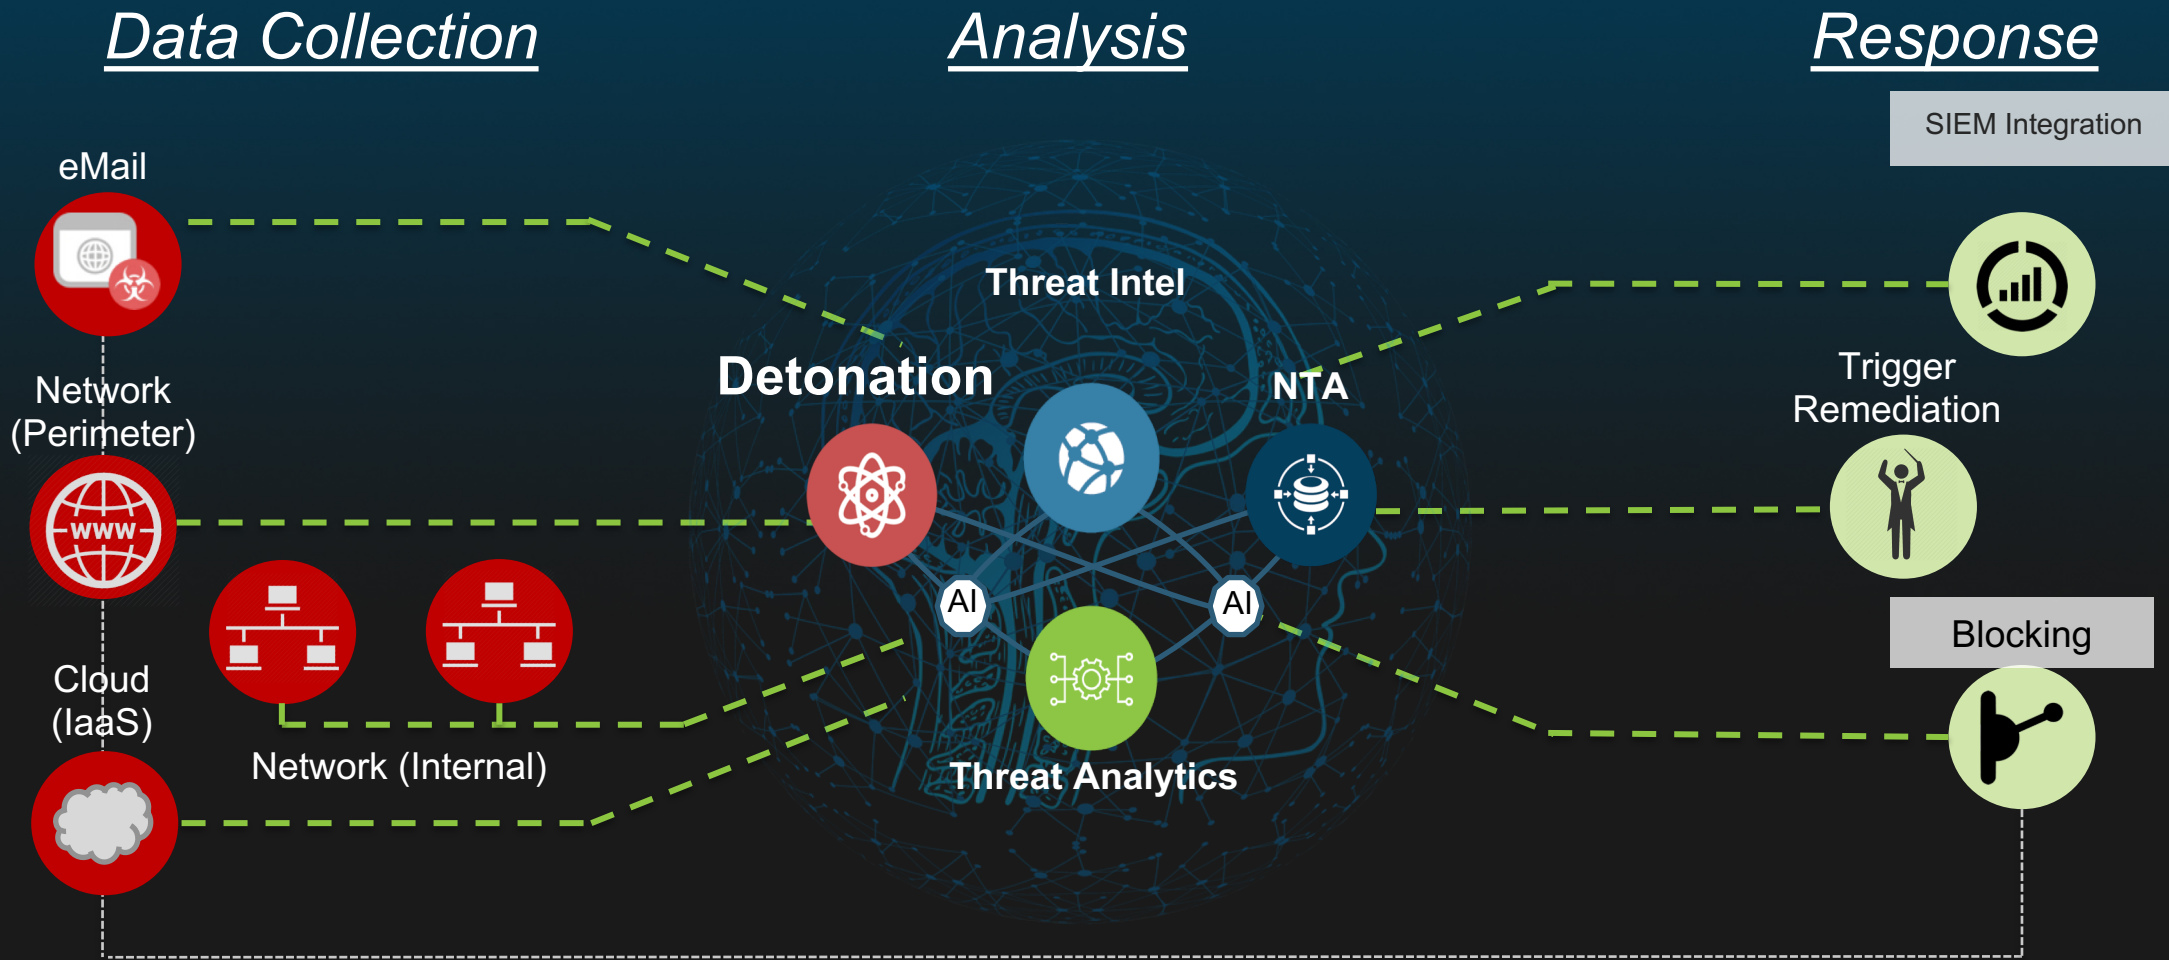 Data Collection
Analysis
Response
SIEM Integration
eMail
Threat Intel
Detonation
NTA
Trigger
Remediation
Network
(Perimeter)
www
AI
AI
Blocking
Cloud
(IaaS)
Network (Internal)
Threat Analytics